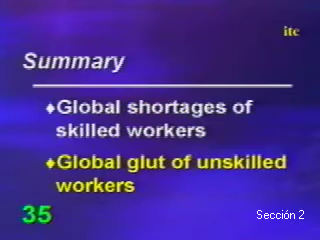 itc
Summary
♦Global shortages of
skilled workers
♦Global glut of unskilled
workers
35
Sección 2